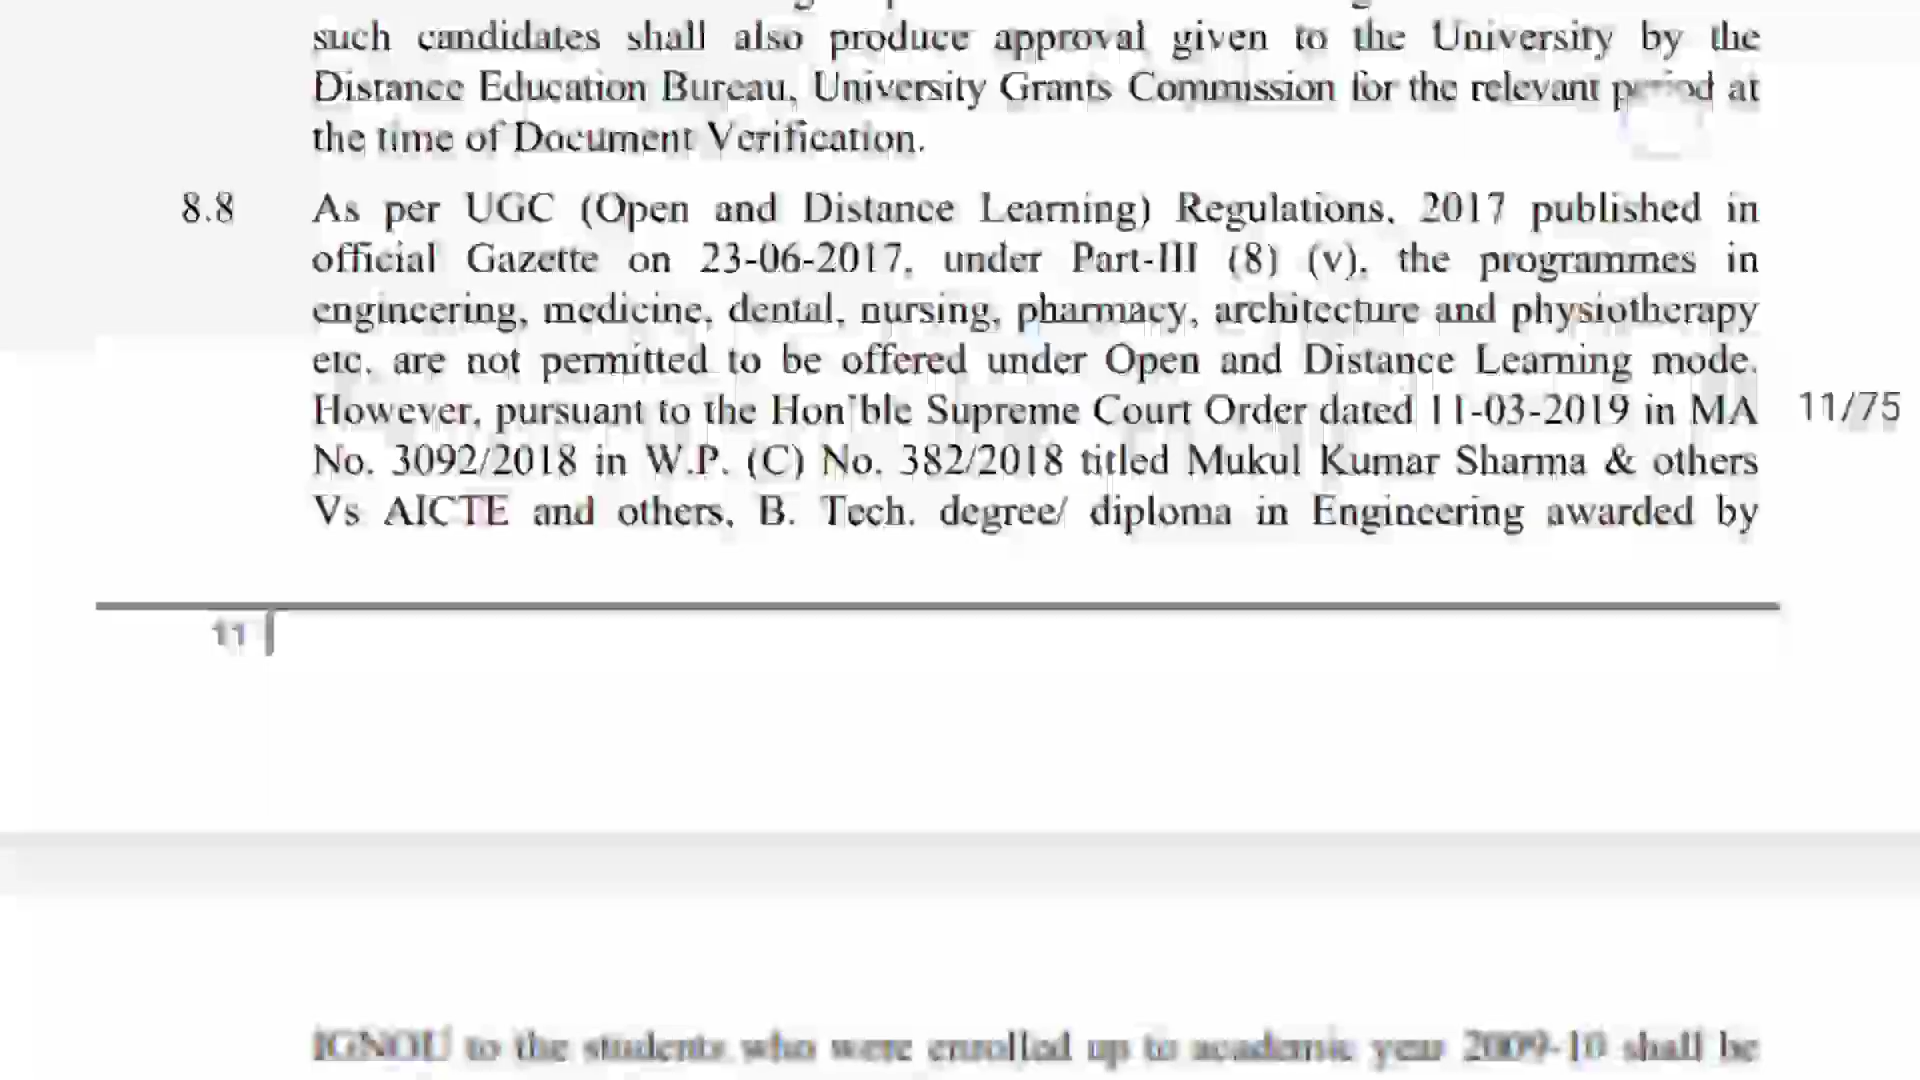 such candidates shall also produce approval given to the University by the
Distance Education Bureau, University Grants Commission for the relevant period at
the time of Document Verification.
8.8 As per UGC (Open and Distance Learning) Regulations, 2017 published in
official Gazette on 23-06-2017, under Part-III (8) (v), the programmes in
engineering, medicine, dental, nursing, pharmacy, architecture and physiotherapy
etc. are not permitted to be offered under Open and Distance Learning mode.
However, pursuant to the Hon'ble Supreme Court Order dated 11-03-2019 in MA
11/75
No. 3092/2018 in W.P. (C) No. 382/2018 titled Mukul Kumar Sharma & others
Vs AICTE and others, B. Tech. degree/ diploma in Engineering awarded by
11
IGNOU to the students who were enrolled up to academic year 2009-10 shall be